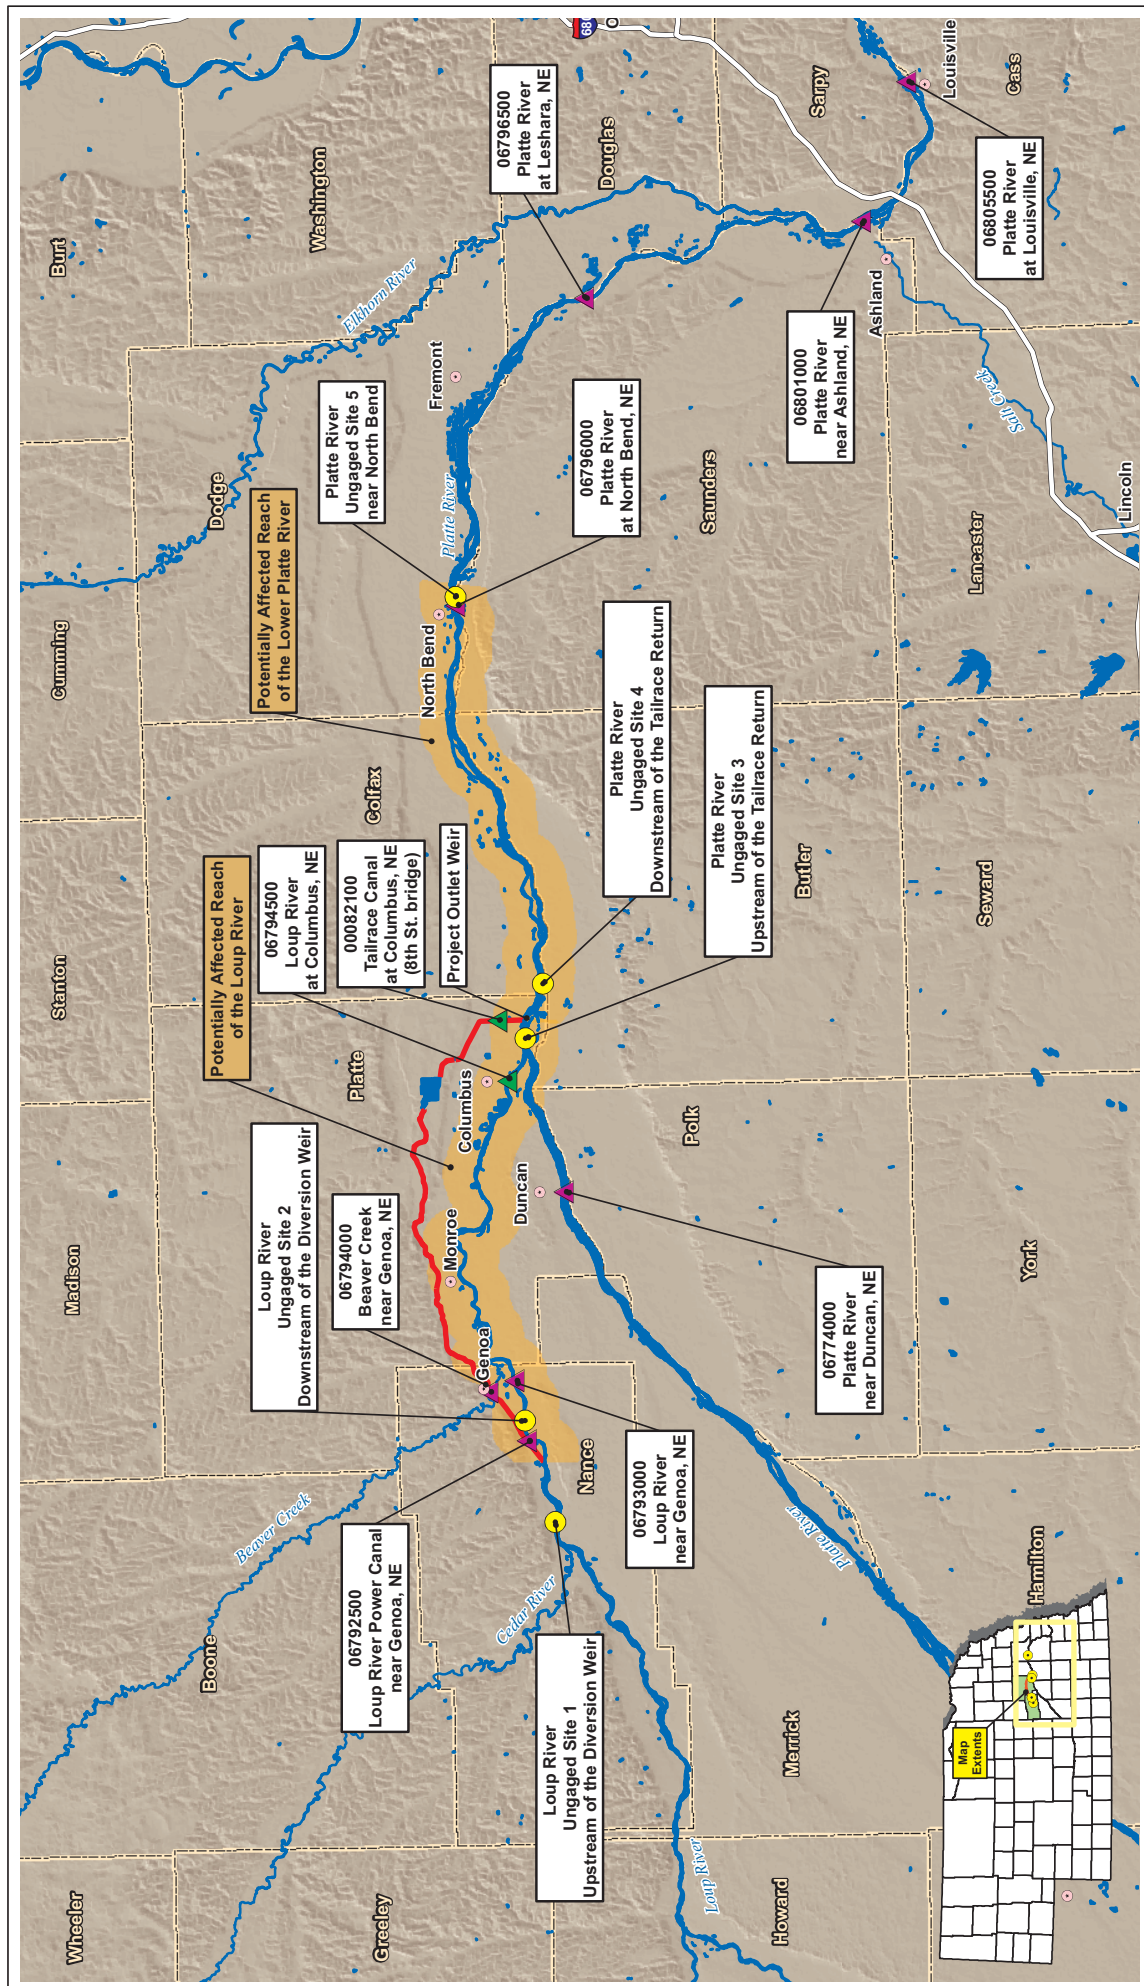 Wheeler
Boone
Madison
Stanton
Cumming
Burt
Greeley
Platte
Dodge
Washington
Colfax
Howard
Merrick
Nance
Polk
Butler
Saunders
Douglas
Sarpy
Cass
Hamilton
York
Seward
Lancaster
Beaver Creek
Cedar River
Loup River
Platte River
Platte River
Elkhorn River
Salt Creek
Genoa
Monroe
Columbus
Duncan
North Bend
Fremont
Ashland
Lincoln
Louisville
O
680
06792500
Loup River Power Canal
near Genoa, NE
Loup River
Ungaged Site 1
Upstream of the Diversion Weir
Loup River
Ungaged Site 2
Downstream of the Diversion Weir
06794000
Beaver Creek
near Genoa, NE
06793000
Loup River
near Genoa, NE
Potentially Affected Reach
of the Loup River
06794500
Loup River
at Columbus, NE
00082100
Tailrace Canal
at Columbus, NE
(8th St. bridge)
Project Outlet Weir
06774000
Platte River
near Duncan, NE
Platte River
Ungaged Site 3
Upstream of the Tailrace Return
Platte River
Ungaged Site 4
Downstream of the Tailrace Return
Potentially Affected Reach
of the Lower Platte River
Platte River
Ungaged Site 5
near North Bend
06796000
Platte River
at North Bend, NE
06796500
Platte River
at Leshara, NE
06801000
Platte River
near Ashland, NE
06805500
Platte River
at Louisville, NE
Map
Extents